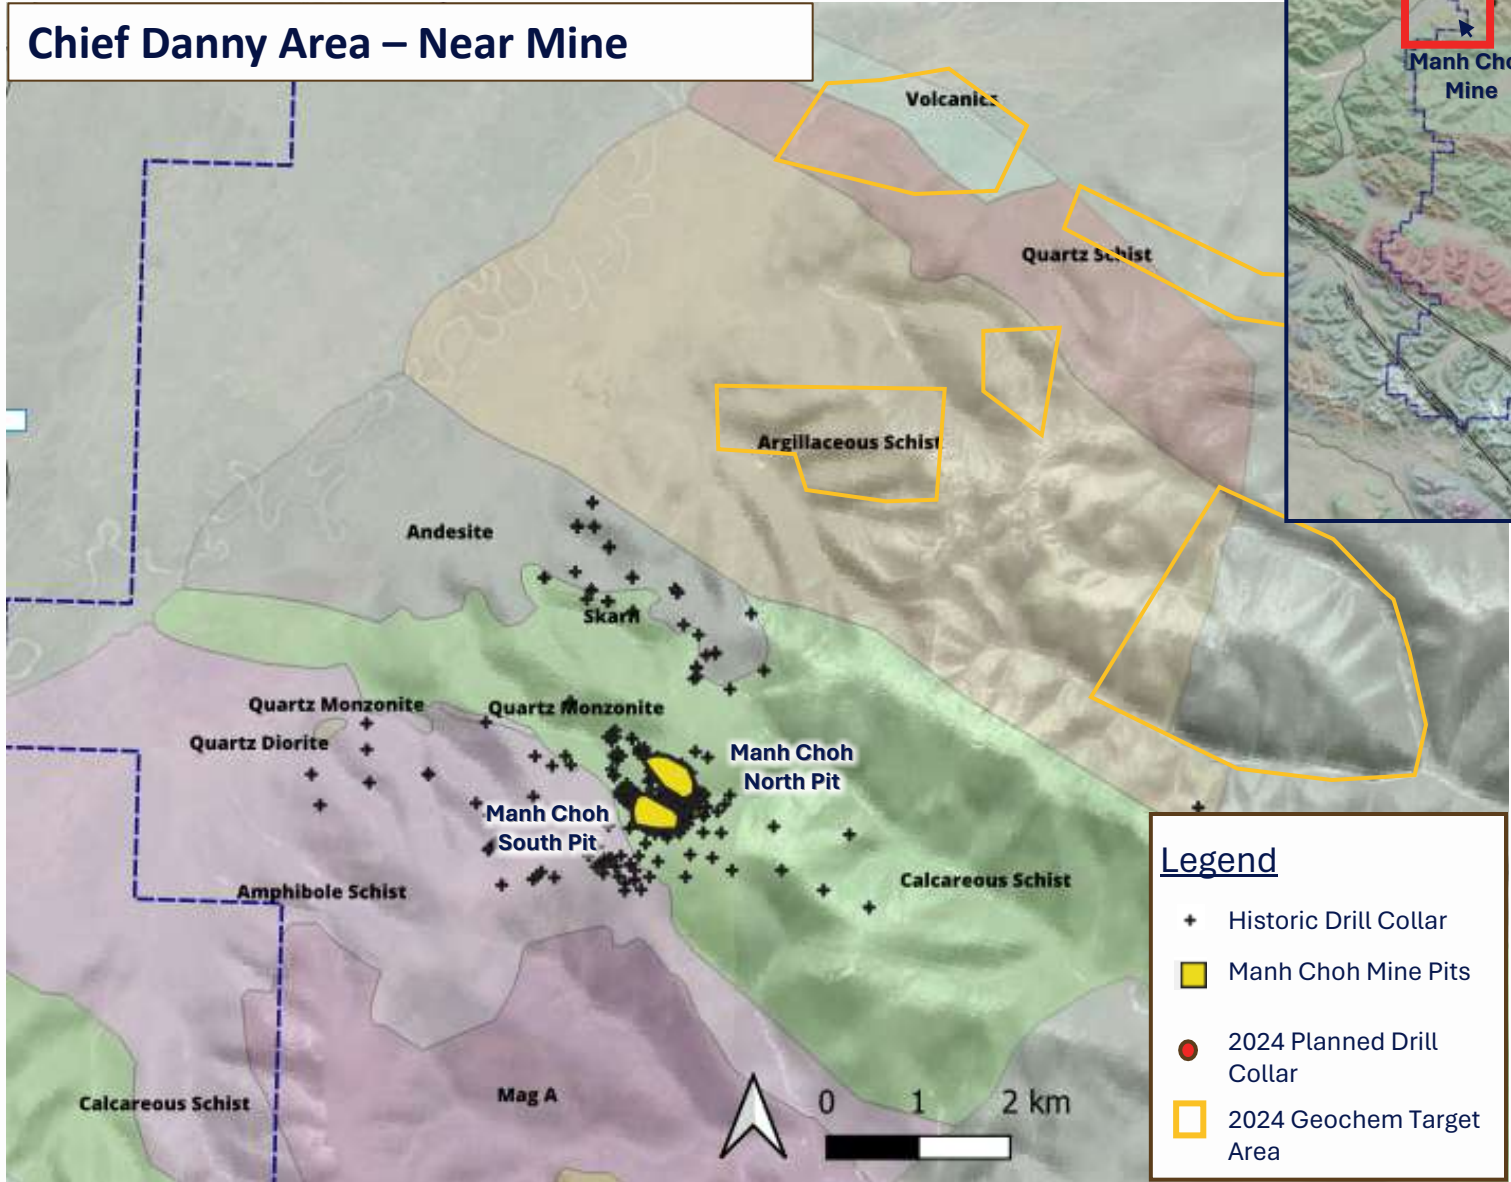 Chief Danny Area – Near Mine
Manh Cho
Mine
Volcanics
Quartz Schist
Argillaceous Schist
Andesite
Skarn
Quartz Monzonite
Quartz Monzonite
Quartz Diorite
Manh Choh
North Pit
Manh Choh
South Pit
Amphibole Schist
Calcareous Schist
Mag A
Calcareous Schist
0 1 2 km
Legend
Historic Drill Collar
Manh Choh Mine Pits
2024 Planned Drill
Collar
2024 Geochem Target
Area